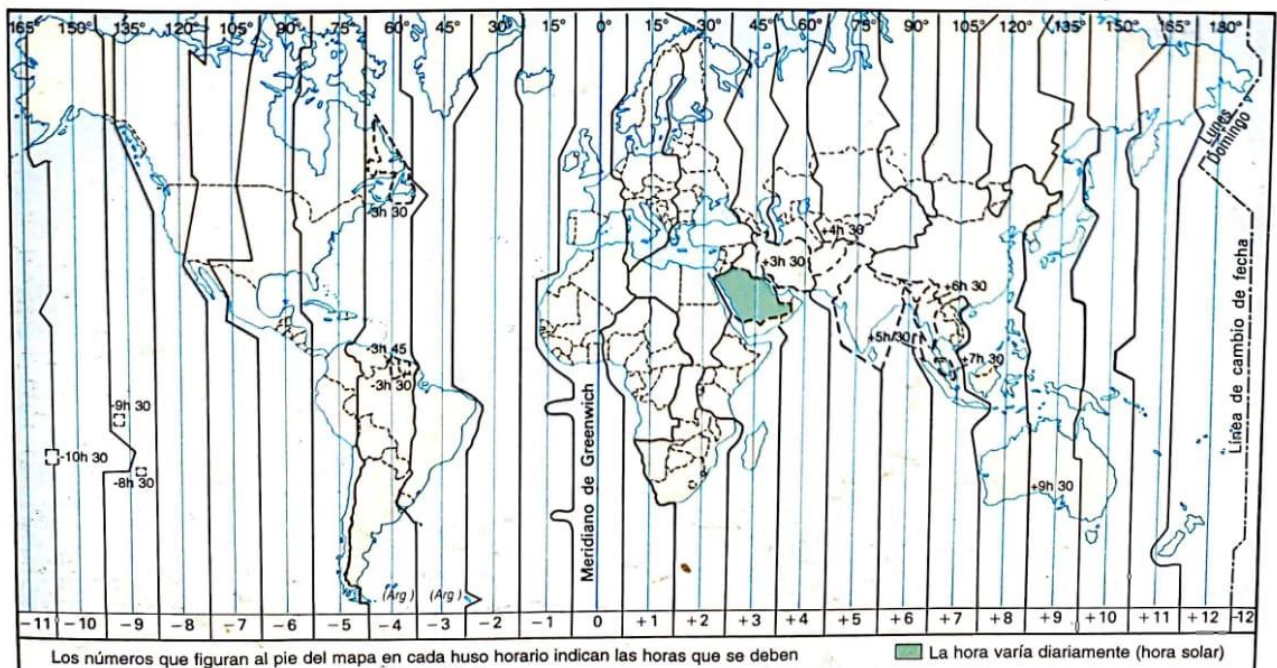 165° 150° 135° 120° 105° 90° 75° 60° 45° 30° 15° 0° 15° 30° 45° 60° 75° 90° 105° 120° 135° 150° 165° 180°
Lunes
Domingo
-3h 30
+4h 30
+3h 30
+6h 30
-3h 45
-3h 30
+5h 30
+7h 30
-9h 30
-10h 30
-8h 30
+9h 30
Meridiano de Greenwich
Línea de cambio de fecha
(Arg) (Arg)
-11 -10 -9 -8 -7 -6 -5 -4 -3 -2 -1 0 +1 +2 +3 +4 +5 +6 +7 +8 +9 +10 +11 +12 -12
Los números que figuran al pie del mapa en cada huso horario indican las horas que se deben
La hora varía diariamente (hora solar)